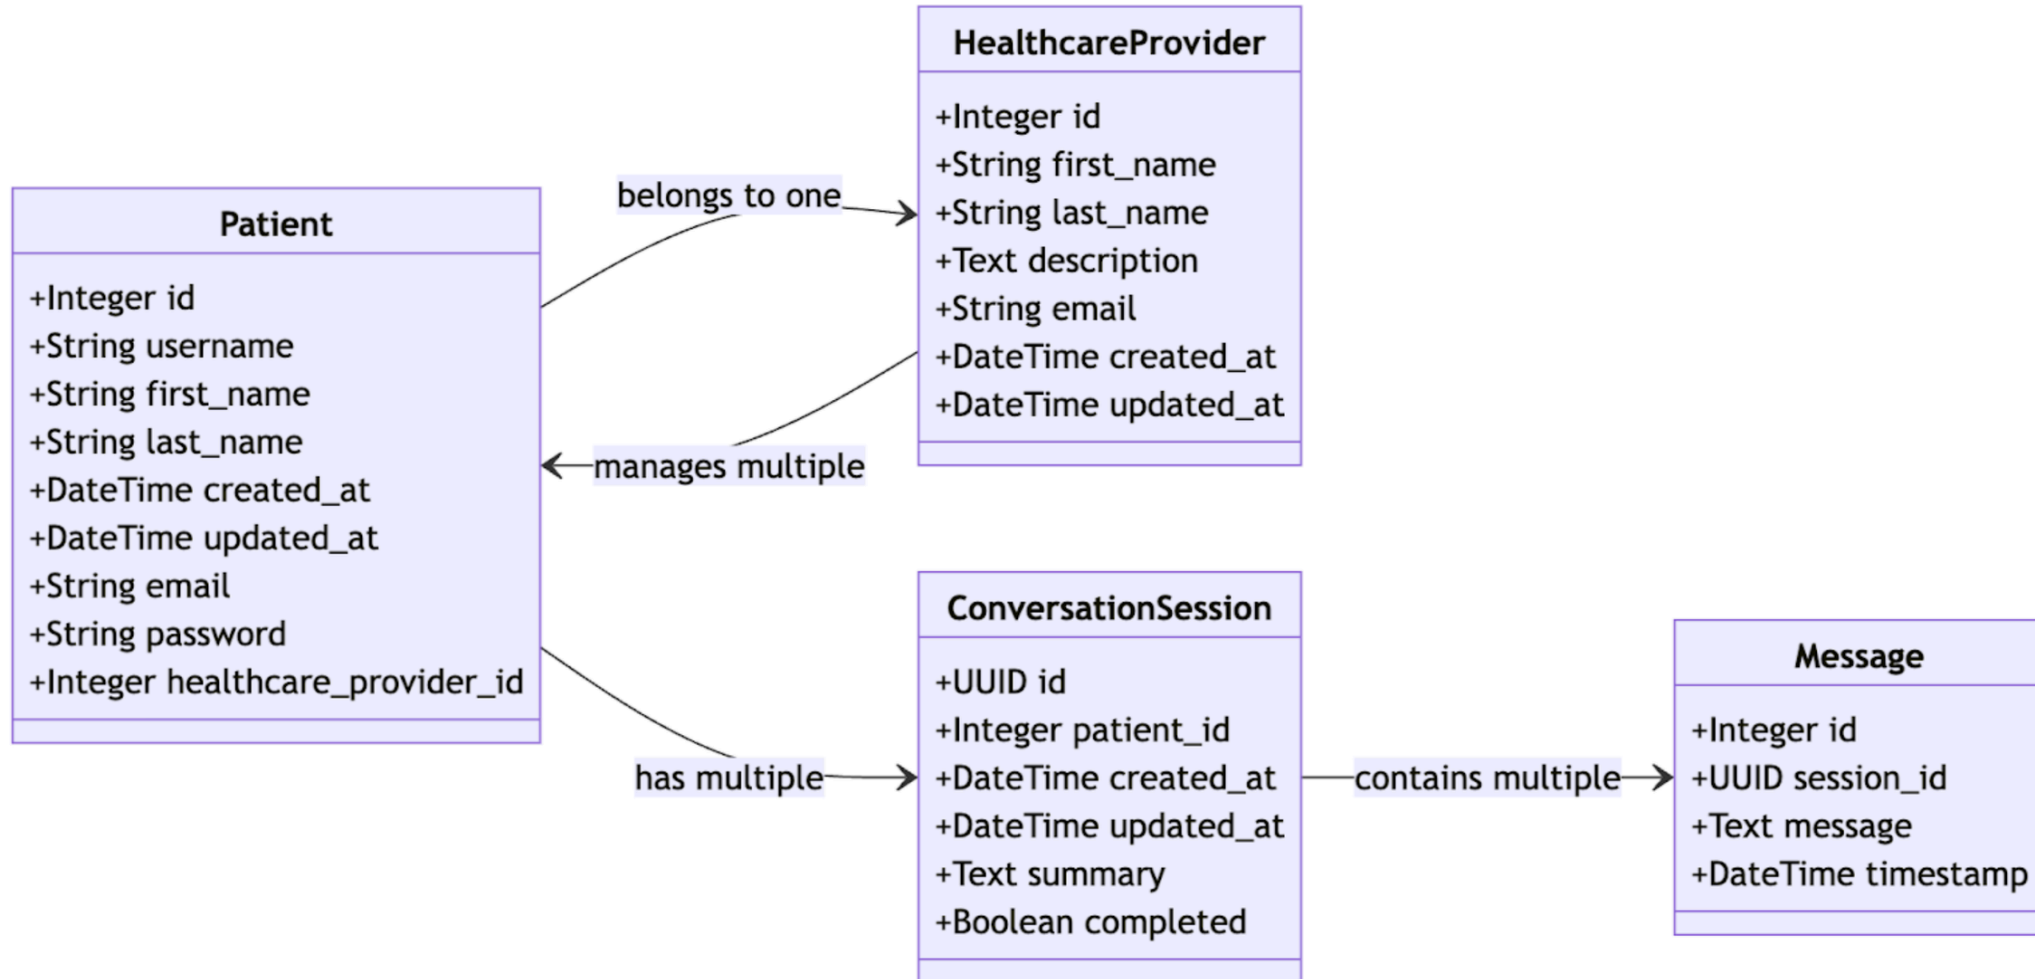 Patient
+Integer id
+String username
+String first_name
+String last_name
+DateTime created_at
+DateTime updated_at
+String email
+String password
+Integer healthcare_provider_id
belongs to one
manages multiple
has multiple
HealthcareProvider
+Integer id
+String first_name
+String last_name
+Text description
+String email
+DateTime created_at
+DateTime updated_at
ConversationSession
+UUID id
+Integer patient_id
+DateTime created_at
+DateTime updated_at
+Text summary
+Boolean completed
contains multiple
Message
+Integer id
+UUID session_id
+Text message
+DateTime timestamp